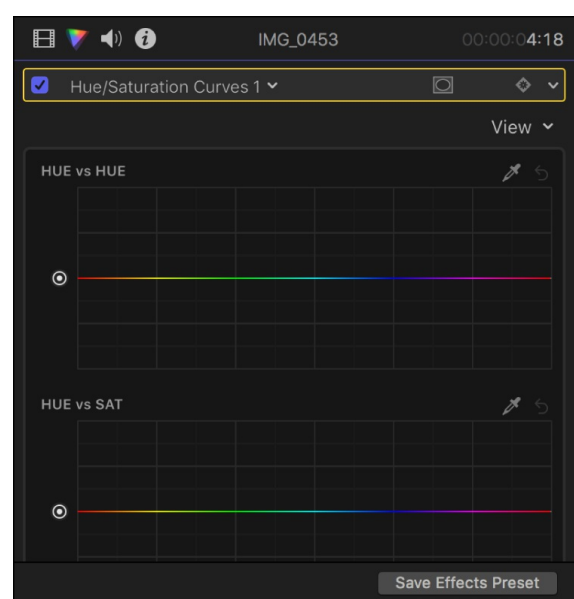 IMG_0453
00:00:04:18
Hue/Saturation Curves 1
View
HUE vs HUE
HUE vs SAT
Save Effects Preset